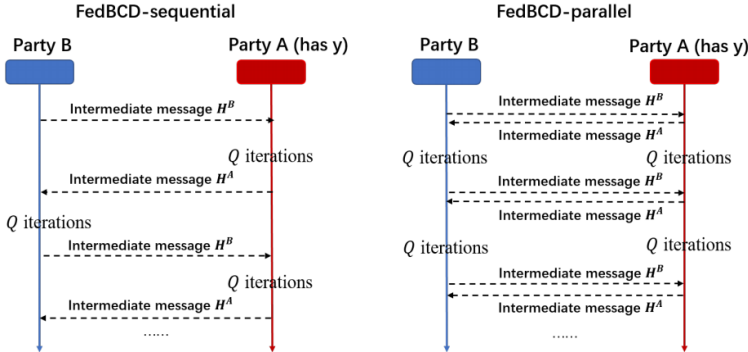 FedBCD-sequential
Party B
Party A (has y)
Intermediate message H^B
Q iterations
Intermediate message H^A
Q iterations
Intermediate message H^B
Q iterations
Intermediate message H^A
......
FedBCD-parallel
Party B
Party A (has y)
Intermediate message H^B
Intermediate message H^A
Q iterations
Q iterations
Intermediate message H^B
Intermediate message H^A
Q iterations
Q iterations
Intermediate message H^B
Intermediate message H^A
......